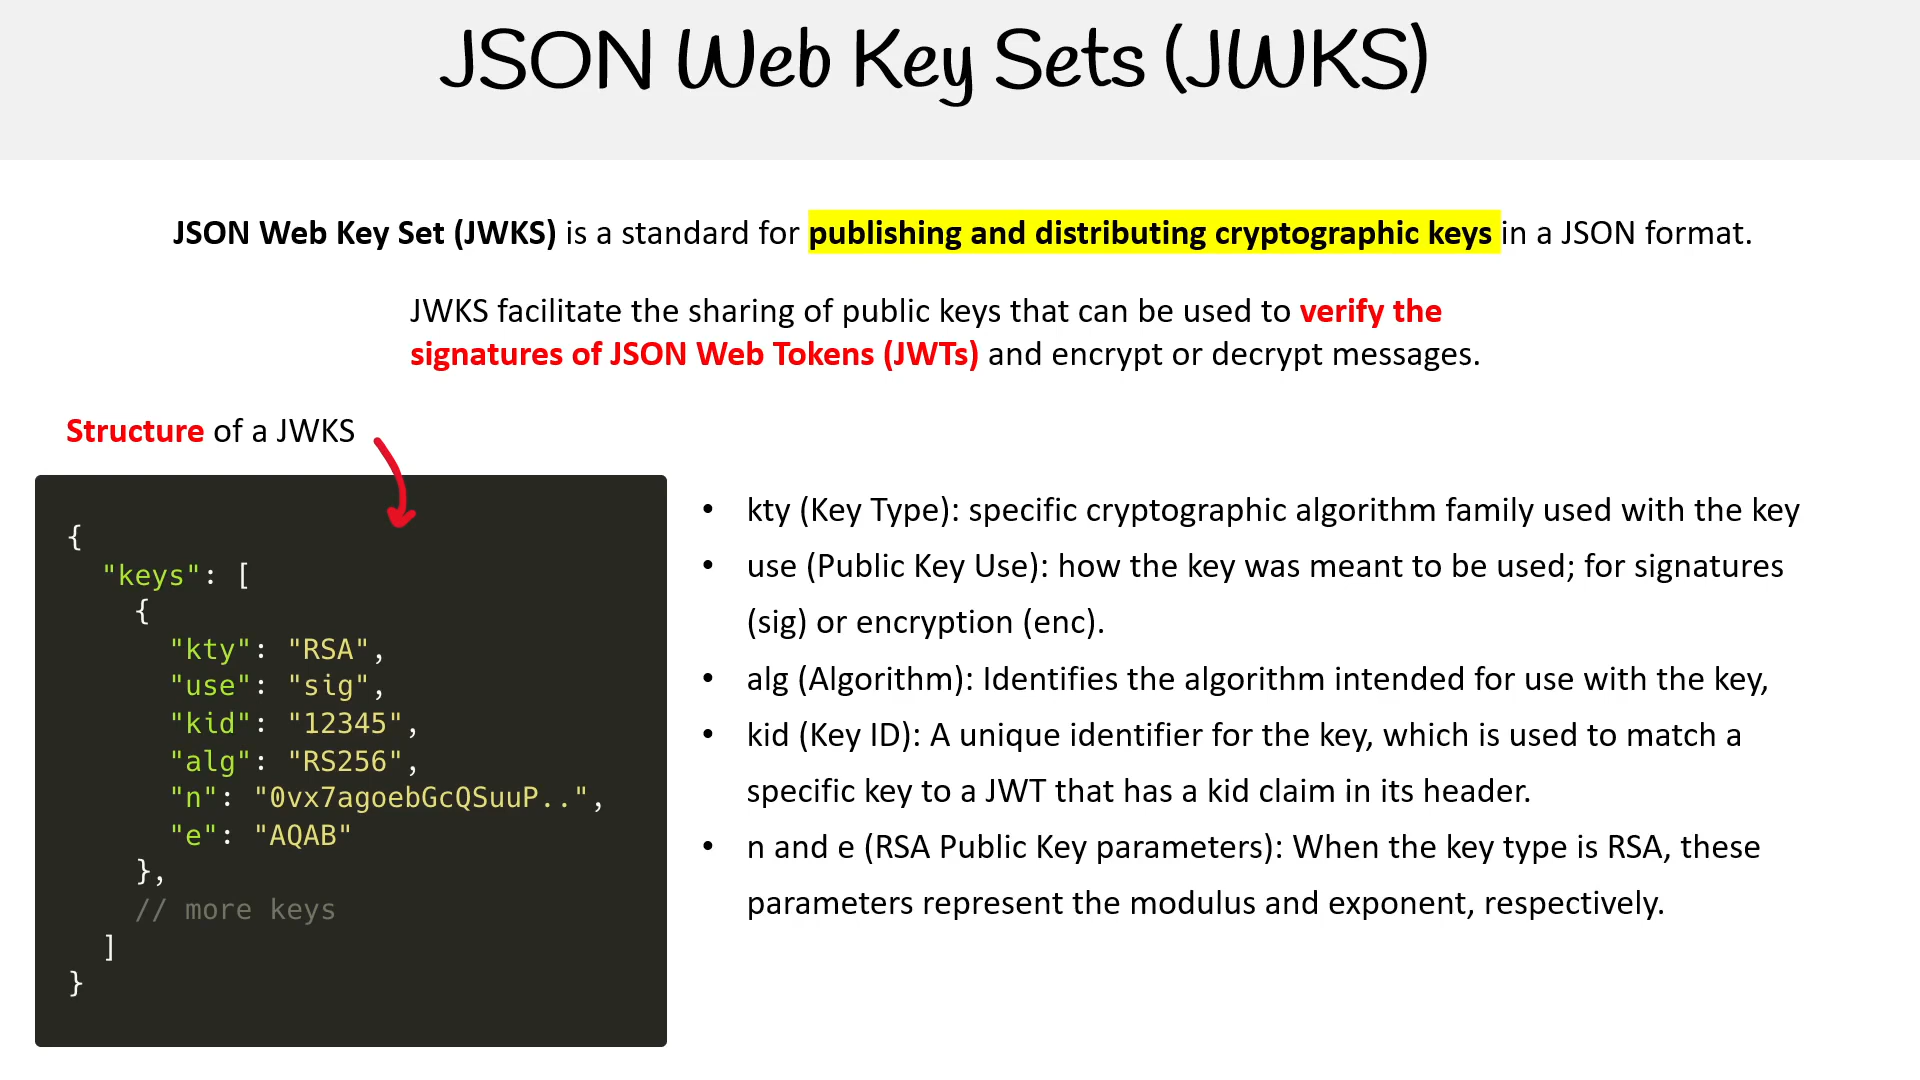 JSON Web Key Sets (JWKS)
JSON Web Key Set (JWKS) is a standard for publishing and distributing cryptographic keys in a JSON format.
JWKS facilitate the sharing of public keys that can be used to verify the
signatures of JSON Web Tokens (JWTs) and encrypt or decrypt messages.
Structure of a JWKS
{
  "keys": [
    {
      "kty": "RSA",
      "use": "sig",
      "kid": "12345",
      "alg": "RS256",
      "n": "0vx7agoebGcQSuuP..",
      "e": "AQAB"
    },
    // more keys
  ]
}
• kty (Key Type): specific cryptographic algorithm family used with the key
• use (Public Key Use): how the key was meant to be used; for signatures
(sig) or encryption (enc).
• alg (Algorithm): Identifies the algorithm intended for use with the key,
• kid (Key ID): A unique identifier for the key, which is used to match a
specific key to a JWT that has a kid claim in its header.
• n and e (RSA Public Key parameters): When the key type is RSA, these
parameters represent the modulus and exponent, respectively.